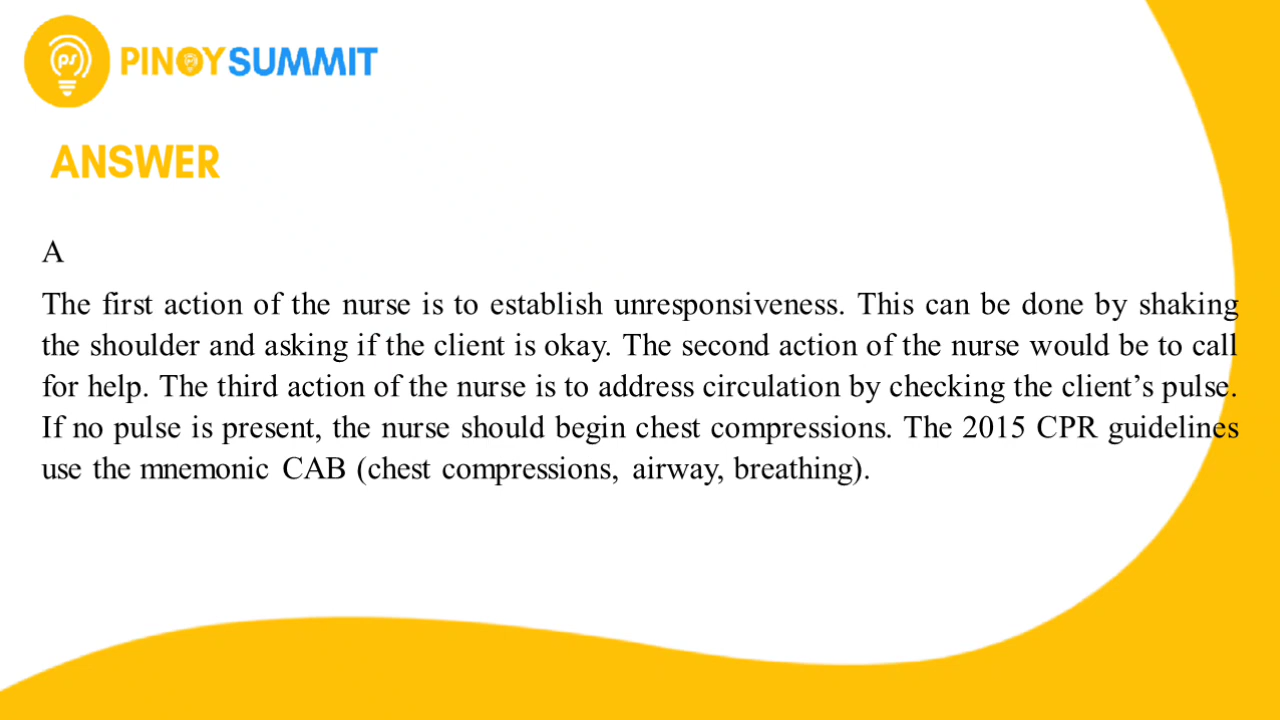 ps
PINOYSUMMIT
ANSWER
A
The first action of the nurse is to establish unresponsiveness. This can be done by shaking
the shoulder and asking if the client is okay. The second action of the nurse would be to call
for help. The third action of the nurse is to address circulation by checking the client’s pulse.
If no pulse is present, the nurse should begin chest compressions. The 2015 CPR guidelines
use the mnemonic CAB (chest compressions, airway, breathing).